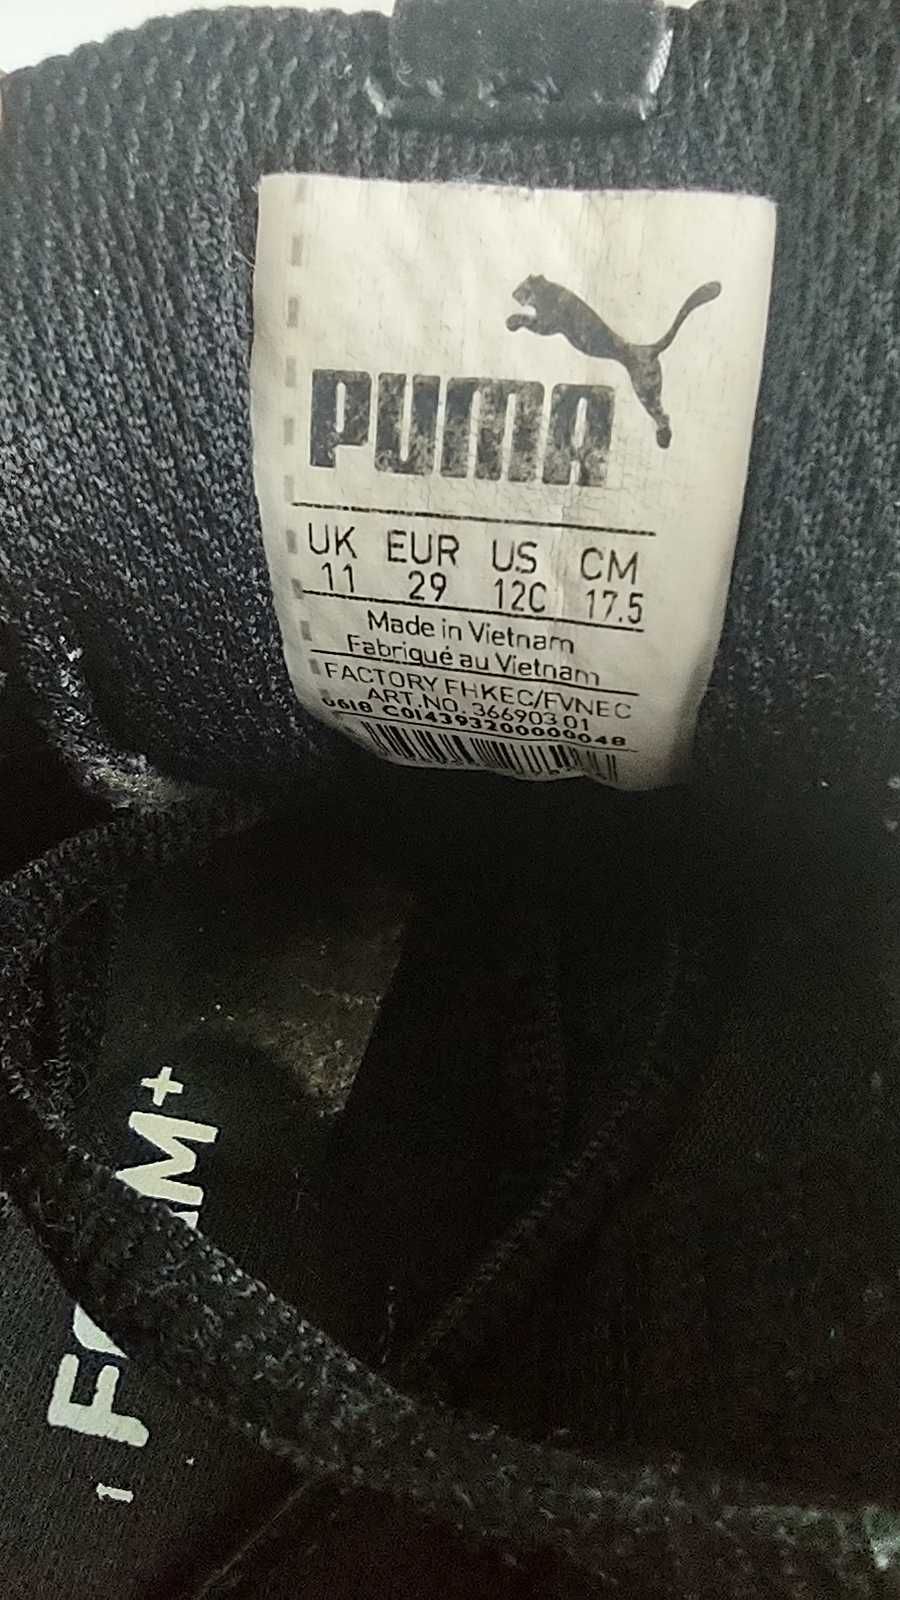 PUMA
UK EUR US CM
11 29 12C 17.5
Made in Vietnam
Fabriqué au Vietnam
FACTORY FHKEC/FVNEC
ART.NO. 366903 01
0618 C014393200000048